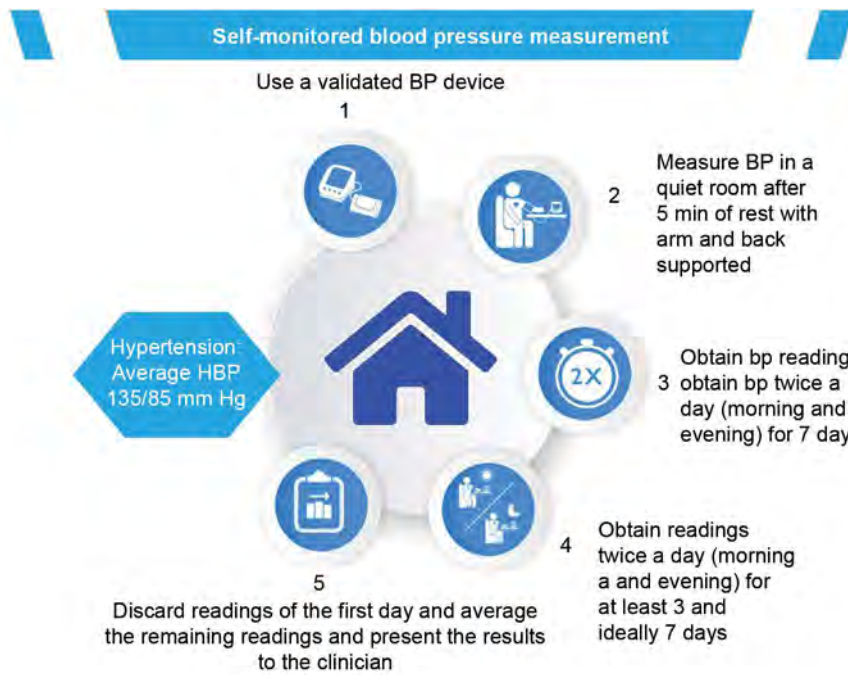 Self-monitored blood pressure measurement
Use a validated BP device
1
2
Measure BP in a
quiet room after
5 min of rest with
arm and back
supported
Hypertension
Average HBP
135/85 mm Hg
2X
3
Obtain bp reading
obtain bp twice a
day (morning and
evening) for 7 day
4
Obtain readings
twice a day (morning
a and evening) for
at least 3 and
ideally 7 days
5
Discard readings of the first day and average
the remaining readings and present the results
to the clinician